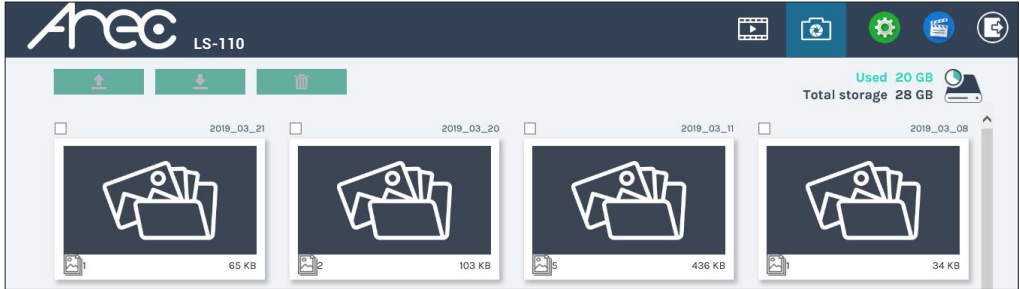 Arec LS-110
Used 20 GB
Total storage 28 GB
2019_03_21 2019_03_20 2019_03_11 2019_03_08
1 65 KB 2 103 KB 5 436 KB 1 34 KB